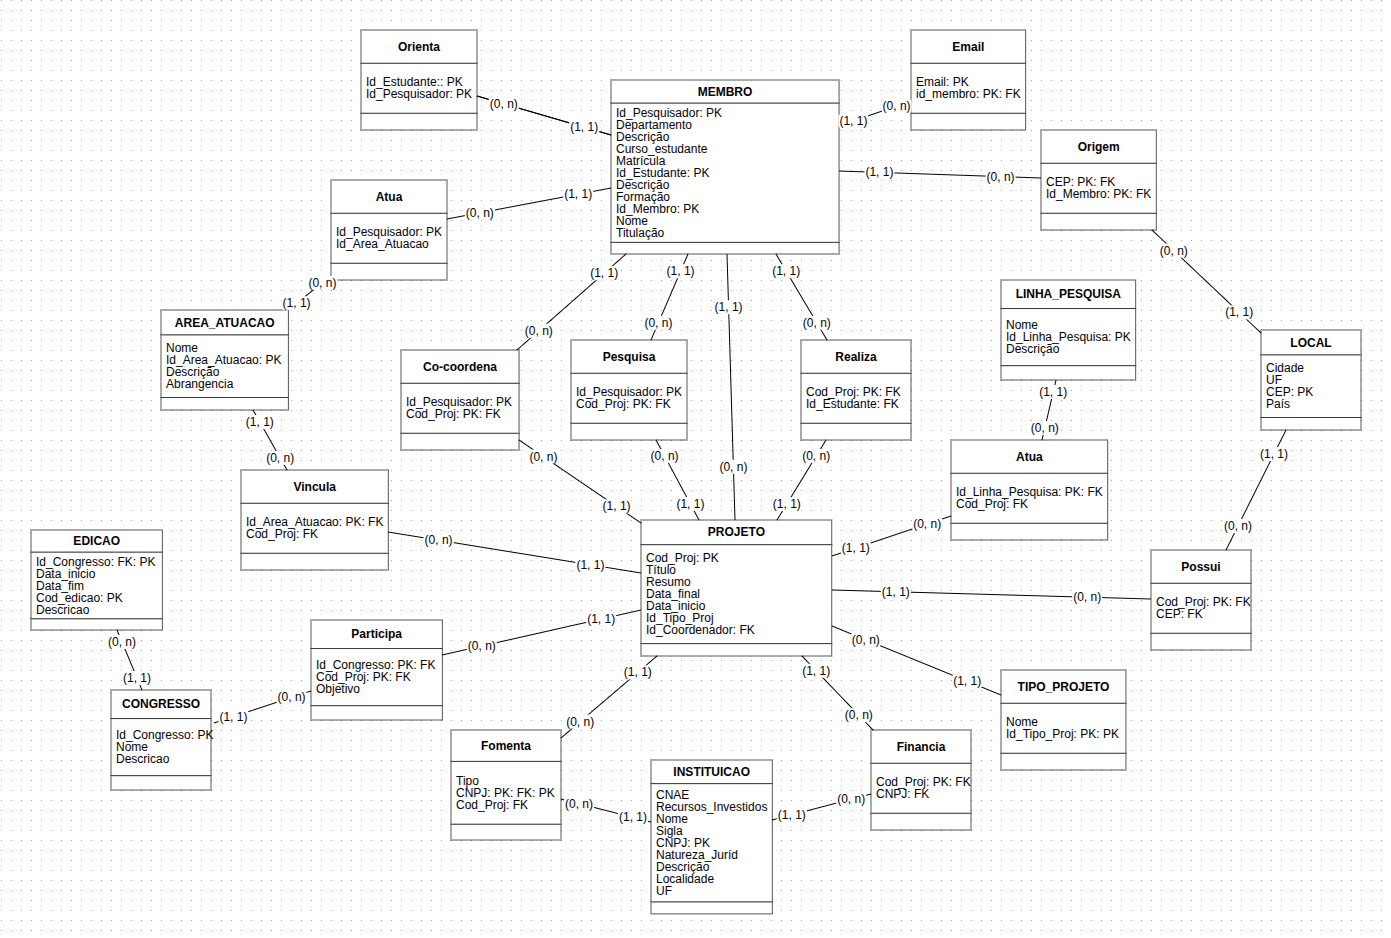 Orienta
Id_Estudante:: PK
Id_Pesquisador: PK
(0, n)
(1, 1)
MEMBRO
Id_Pesquisador: PK
Departamento
Descrição
Curso_estudante
Matrícula
Id_Estudante: PK
Descrição
Formação
Id_Membro: PK
Nome
Titulação
Email
Email: PK
id_membro: PK: FK
(0, n)
(1, 1)
Origem
CEP: PK: FK
Id_Membro: PK: FK
(1, 1)
(0, n)
Atua
Id_Pesquisador: PK
Id_Area_Atuacao
(1, 1)
(0, n)
(0, n)
(1, 1)
(0, n)
(1, 1)
AREA_ATUACAO
Nome
Id_Area_Atuacao: PK
Descrição
Abrangencia
(1, 1)
(0, n)
(1, 1)
(0, n)
(1, 1)
(0, n)
(1, 1)
(0, n)
LINHA_PESQUISA
Nome
Id_Linha_Pesquisa: PK
Descrição
LOCAL
Cidade
UF
CEP: PK
País
Co-coordena
Id_Pesquisador: PK
Cod_Proj: PK: FK
Pesquisa
Id_Pesquisador: PK
Cod_Proj: PK: FK
Realiza
Cod_Proj: PK: FK
Id_Estudante: FK
(1, 1)
(0, n)
(1, 1)
(0, n)
(1, 1)
(0, n)
Vincula
Id_Area_Atuacao: PK: FK
Cod_Proj: FK
(0, n)
(1, 1)
(0, n)
(1, 1)
(0, n)
(1, 1)
Atua
Id_Linha_Pesquisa: PK: FK
Cod_Proj: FK
(0, n)
(1, 1)
EDICAO
Id_Congresso: FK: PK
Data_inicio
Data_fim
Cod_edicao: PK
Descricao
(0, n)
(1, 1)
PROJETO
Cod_Proj: PK
Título
Resumo
Data_final
Data_inicio
Id_Tipo_Proj
Id_Coordenador: FK
Possui
Cod_Proj: PK: FK
CEP: FK
(1, 1)
(0, n)
(0, n)
(1, 1)
Participa
Id_Congresso: PK: FK
Cod_Proj: PK: FK
Objetivo
(1, 1)
(0, n)
(0, n)
(1, 1)
(0, n)
(1, 1)
CONGRESSO
Id_Congresso: PK
Nome
Descricao
TIPO_PROJETO
Nome
Id_Tipo_Proj: PK: PK
(1, 1)
(0, n)
(1, 1)
(0, n)
Fomenta
Tipo
CNPJ: PK: FK: PK
Cod_Proj: FK
(0, n)
(1, 1)
INSTITUICAO
CNAE
Recursos_Investidos
Nome
Sigla
CNPJ: PK
Natureza_Juríd
Descrição
Localidade
UF
(1, 1)
(0, n)
Financia
Cod_Proj: PK: FK
CNPJ: FK